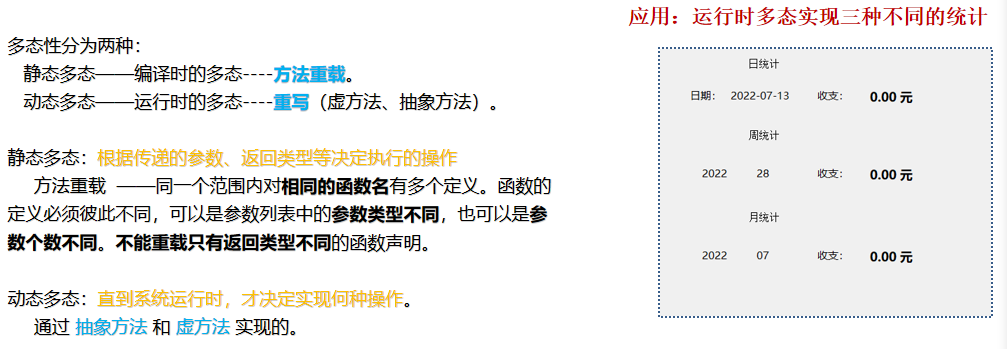 应用：运行时多态实现三种不同的统计
多态性分为两种：
静态多态——编译时的多态----方法重载。
动态多态——运行时的多态----重写（虚方法、抽象方法）。
静态多态：根据传递的参数、返回类型等决定执行的操作
方法重载 ——同一个范围内对相同的函数名有多个定义。函数的
定义必须彼此不同，可以是参数列表中的参数类型不同，也可以是参
数个数不同。不能重载只有返回类型不同的函数声明。
动态多态：直到系统运行时，才决定实现何种操作。
通过 抽象方法 和 虚方法 实现的。
日统计
日期： 2022-07-13 收支： 0.00 元
周统计
2022 28 收支： 0.00 元
月统计
2022 07 收支： 0.00 元